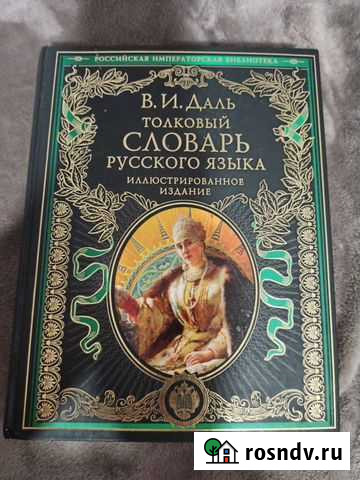 РОССИЙСКАЯ ИМПЕРАТОРСКАЯ БИБЛИОТЕКА
В. И. ДАЛЬ
ТОЛКОВЫЙ
СЛОВАРЬ
РУССКОГО ЯЗЫКА
ИЛЛЮСТРИРОВАННОЕ
ИЗДАНИЕ
rosndv.ru